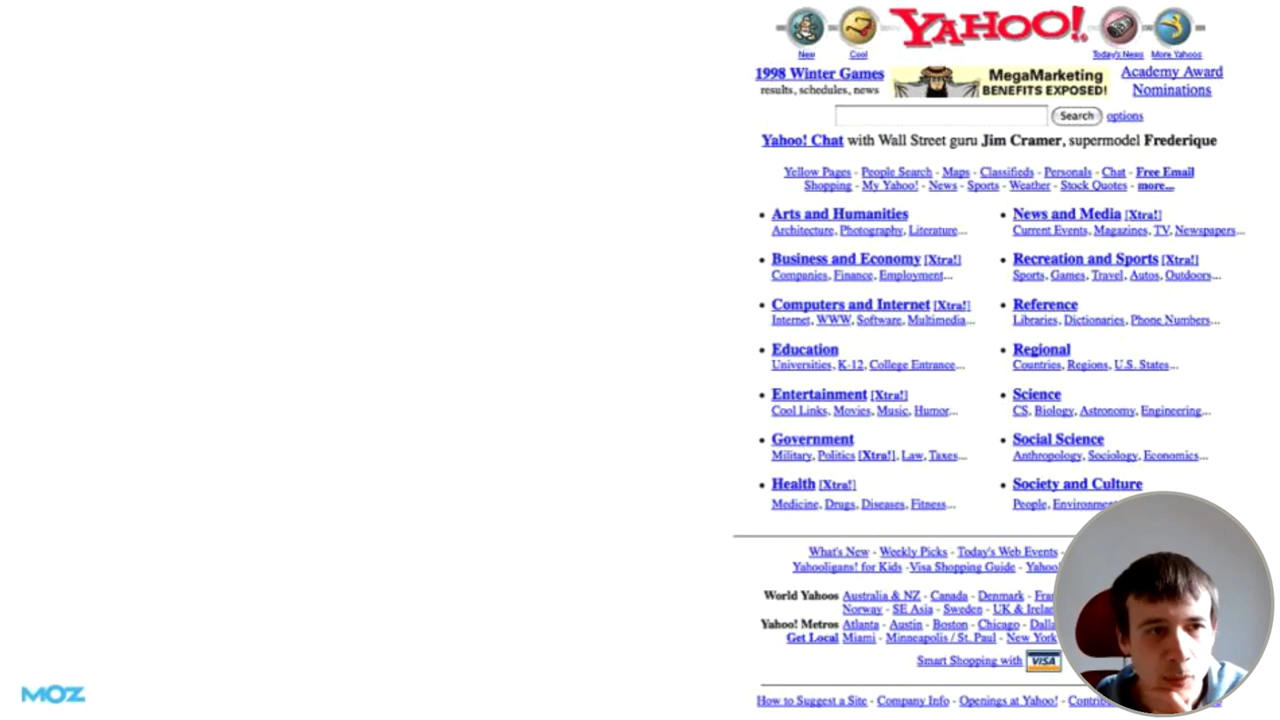 YAHOO!
New
Cool
Today's News
More Yahoos
1998 Winter Games
results, schedules, news
MegaMarketing
BENEFITS EXPOSED!
Academy Award
Nominations
Search options
Yahoo! Chat with Wall Street guru Jim Cramer, supermodel Frederique
Yellow Pages - People Search - Maps - Classifieds - Personals - Chat - Free Email
Shopping - My Yahoo! - News - Sports - Weather - Stock Quotes - more...
Arts and Humanities
Architecture, Photography, Literature...
News and Media [Xtra!]
Current Events, Magazines, TV, Newspapers...
Business and Economy [Xtra!]
Companies, Finance, Employment...
Recreation and Sports [Xtra!]
Sports, Games, Travel, Autos, Outdoors...
Computers and Internet [Xtra!]
Internet, WWW, Software, Multimedia...
Reference
Libraries, Dictionaries, Phone Numbers...
Education
Universities, K-12, College Entrance...
Regional
Countries, Regions, U.S. States...
Entertainment [Xtra!]
Cool Links, Movies, Music, Humor...
Science
CS, Biology, Astronomy, Engineering...
Government
Military, Politics [Xtra!], Law, Taxes...
Social Science
Anthropology, Sociology, Economics...
Health [Xtra!]
Medicine, Drugs, Diseases, Fitness...
Society and Culture
People,
What's New - Weekly Picks - Today's Web Events -
Yahooligans! for Kids - Visa Shopping Guide -
World Yahoos Australia & NZ - Canada - Denmark -
Norway - SE Asia - Sweden - UK &
Yahoo! Metros Atlanta - Austin - Boston - Chicago -
Get Local Miami - Minneapolis / St. Paul - New York
Smart Shopping with VISA
How to Suggest a Site - Company Info - Openings at Yahoo! -
MOZ